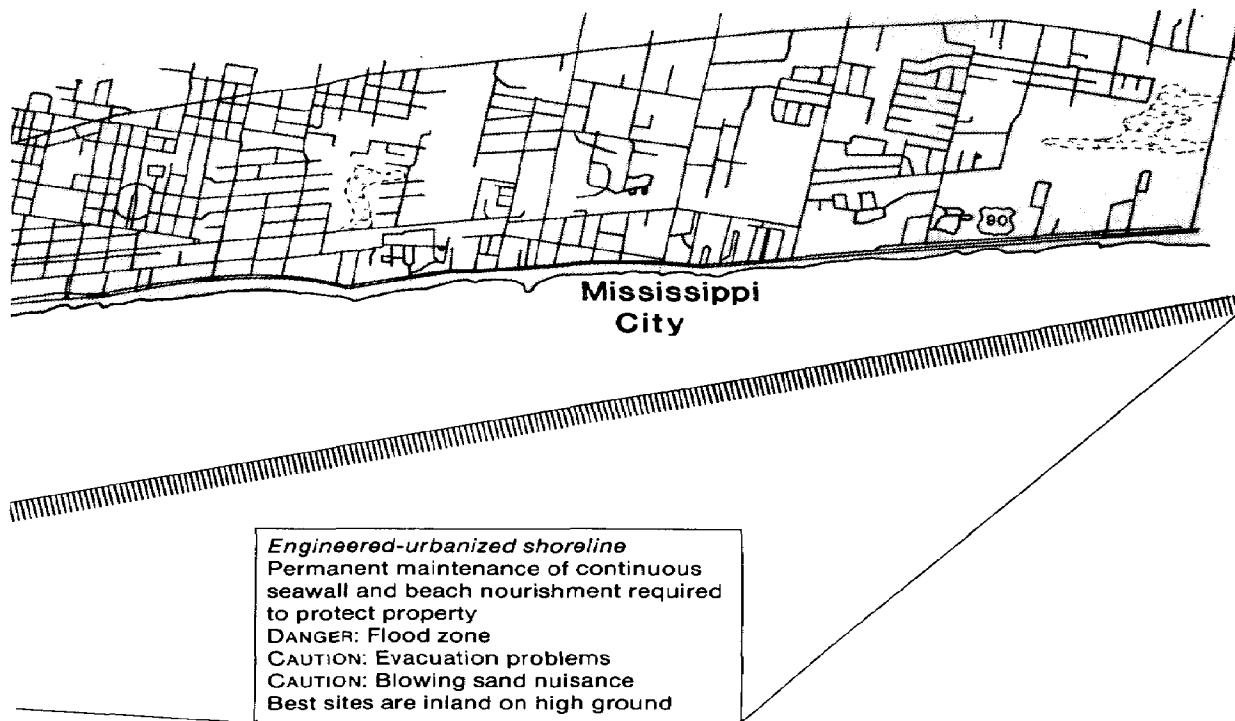 90
Mississippi
City
Engineered-urbanized shoreline
Permanent maintenance of continuous
seawall and beach nourishment required
to protect property
DANGER: Flood zone
CAUTION: Evacuation problems
CAUTION: Blowing sand nuisance
Best sites are inland on high ground